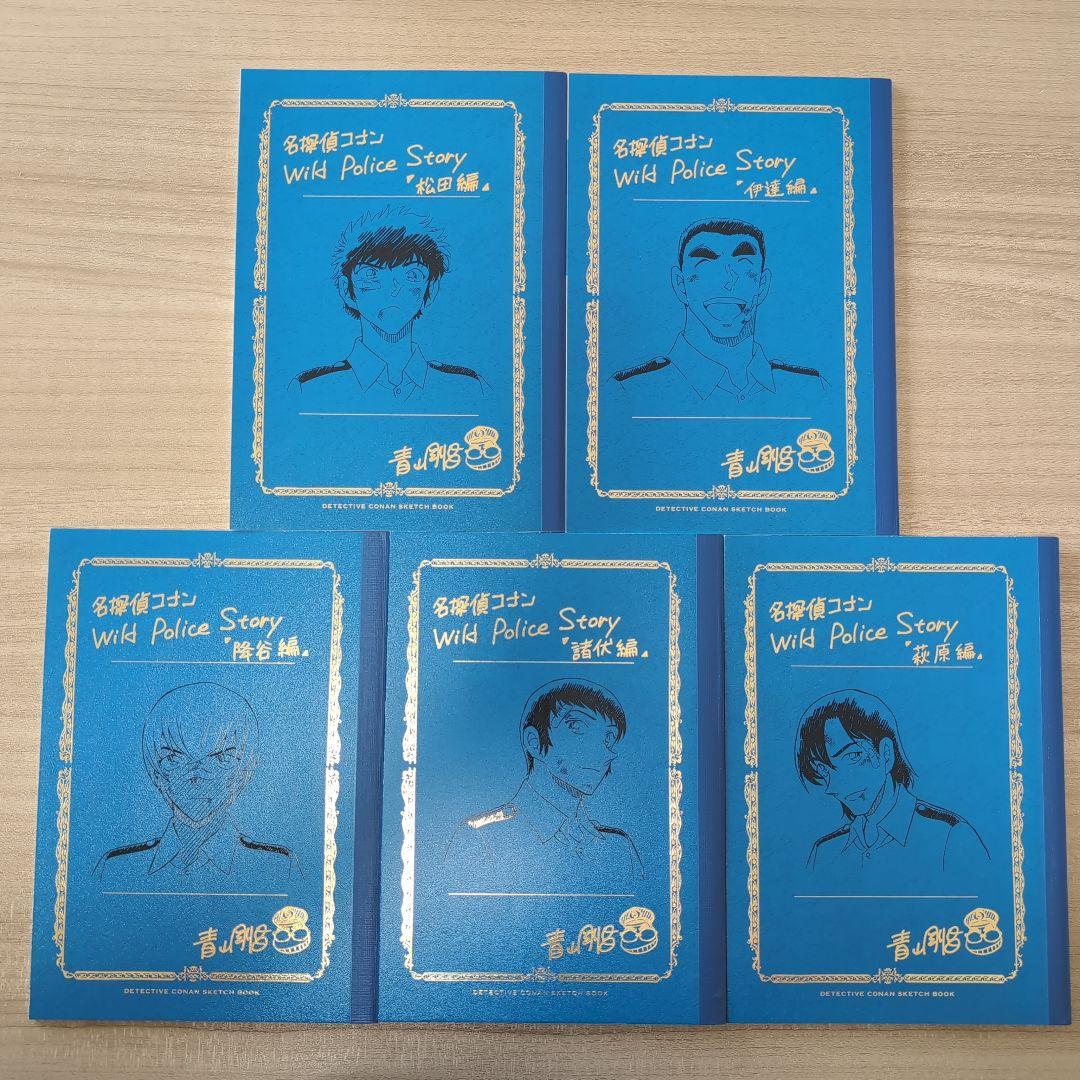 名探偵コナン
Wild Police Story
『松田編』
青山剛昌
DETECTIVE CONAN SKETCH BOOK
名探偵コナン
Wild Police Story
『伊達編』
青山剛昌
DETECTIVE CONAN SKETCH BOOK
名探偵コナン
Wild Police Story
『降谷編』
青山剛昌
DETECTIVE CONAN SKETCH BOOK
名探偵コナン
Wild Police Story
『諸伏編』
青山剛昌
DETECTIVE CONAN SKETCH BOOK
名探偵コナン
Wild Police Story
『萩原編』
青山剛昌
DETECTIVE CONAN SKETCH BOOK